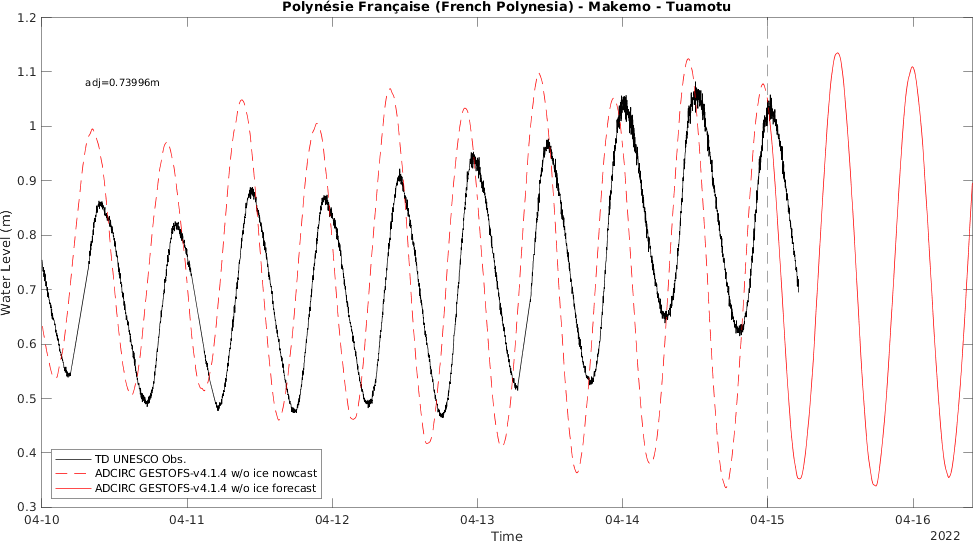 Polynésie Française (French Polynesia) - Makemo - Tuamotu
1.2
1.1
1
0.9
0.8
0.7
0.6
0.5
0.4
0.3
Water Level (m)
adj=0.73996m
TD UNESCO Obs.
ADCIRC GESTOFS-v4.1.4 w/o ice nowcast
ADCIRC GESTOFS-v4.1.4 w/o ice forecast
04-10 04-11 04-12 04-13 04-14 04-15 04-16
Time
2022